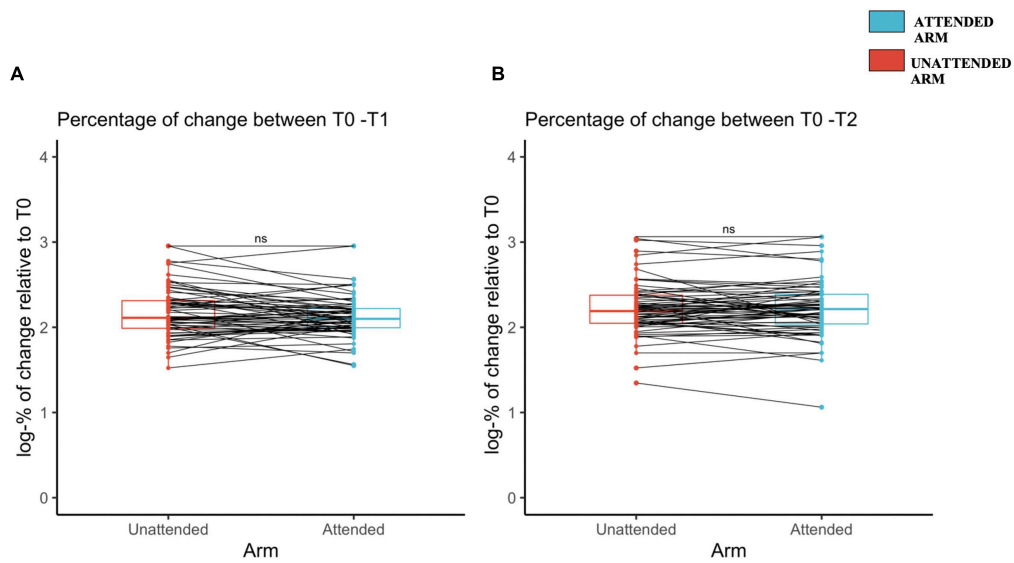 ATTENDED
ARM
UNATTENDED
ARM
A
Percentage of change between T0 -T1
log-% of change relative to T0
4
3
2
1
0
ns
Unattended
Attended
Arm
B
Percentage of change between T0 -T2
log-% of change relative to T0
4
3
2
1
0
ns
Unattended
Attended
Arm